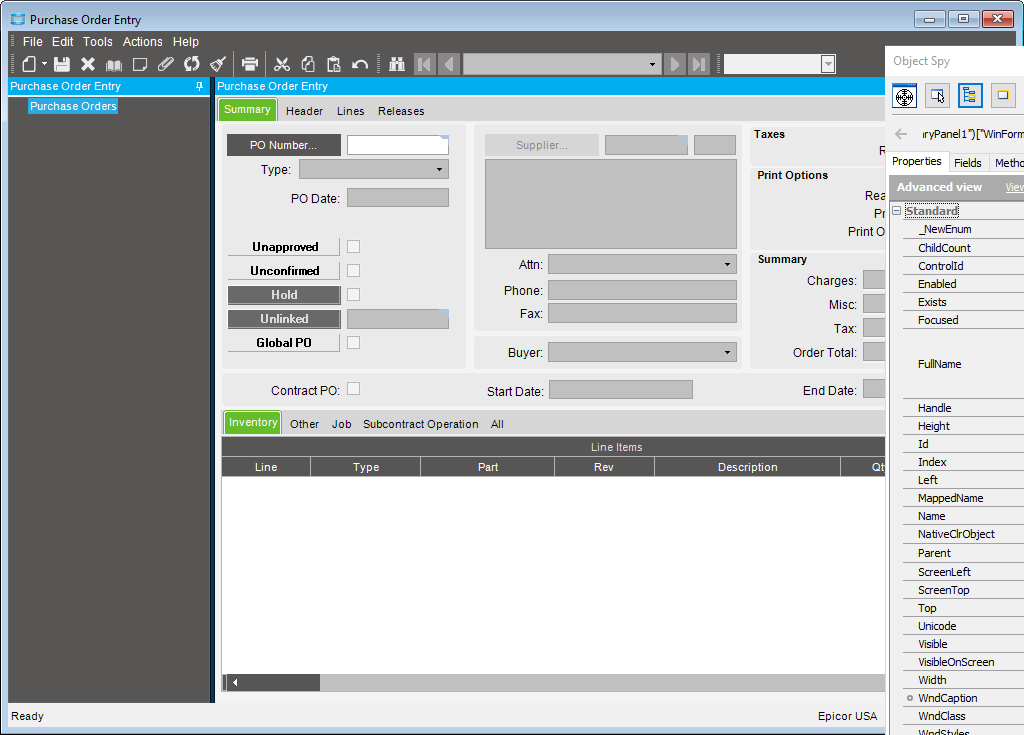 Purchase Order Entry
File Edit Tools Actions Help
Purchase Order Entry
Purchase Orders
Purchase Order Entry
Summary Header Lines Releases
PO Number...
Type:
PO Date:
Unapproved
Unconfirmed
Hold
Unlinked
Global PO
Contract PO:
Supplier...
Attn:
Phone:
Fax:
Buyer:
Start Date:
Taxes
R
Print Options
Rea
Pr
Print O
Summary
Charges:
Misc:
Tax:
Order Total:
End Date:
Inventory Other Job Subcontract Operation All
Line Items
Line Type Part Rev Description Qt
Ready
Epicor USA
Object Spy
ryPanel1")["WinForm
Properties Fields Metho
Advanced view View
Standard
_NewEnum
ChildCount
ControlId
Enabled
Exists
Focused
FullName
Handle
Height
Id
Index
Left
MappedName
Name
NativeClrObject
Parent
ScreenLeft
ScreenTop
Top
Unicode
Visible
VisibleOnScreen
Width
WndCaption
WndClass
WndStyles